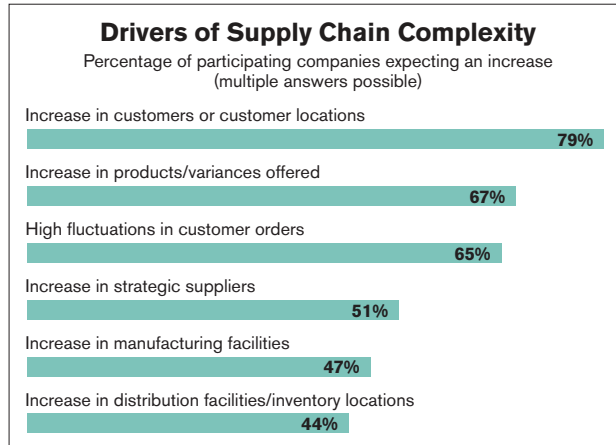 Drivers of Supply Chain Complexity
Percentage of participating companies expecting an increase
(multiple answers possible)
Increase in customers or customer locations
79%
Increase in products/variances offered
67%
High fluctuations in customer orders
65%
Increase in strategic suppliers
51%
Increase in manufacturing facilities
47%
Increase in distribution facilities/inventory locations
44%